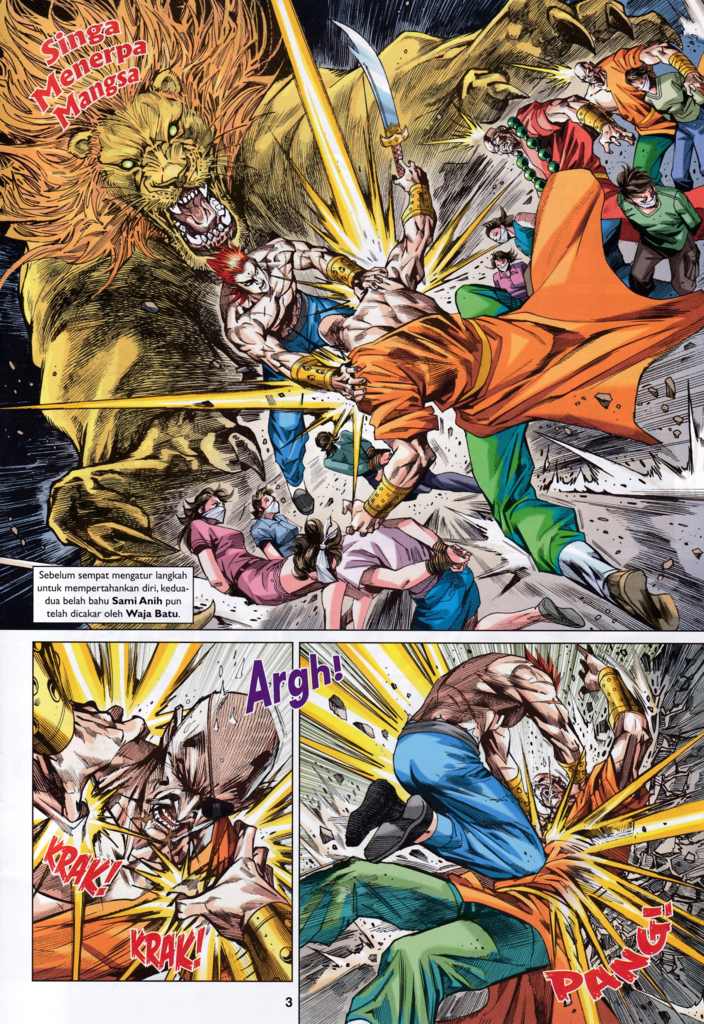 Singa
Menerpa
Mangsa
Sebelum sempat mengatur langkah
untuk mempertahankan diri, kedua-
dua belah bahu Sami Anih pun
telah dicakar oleh Waja Batu.
Argh!
KRAK!
KRAK!
PANG!
3